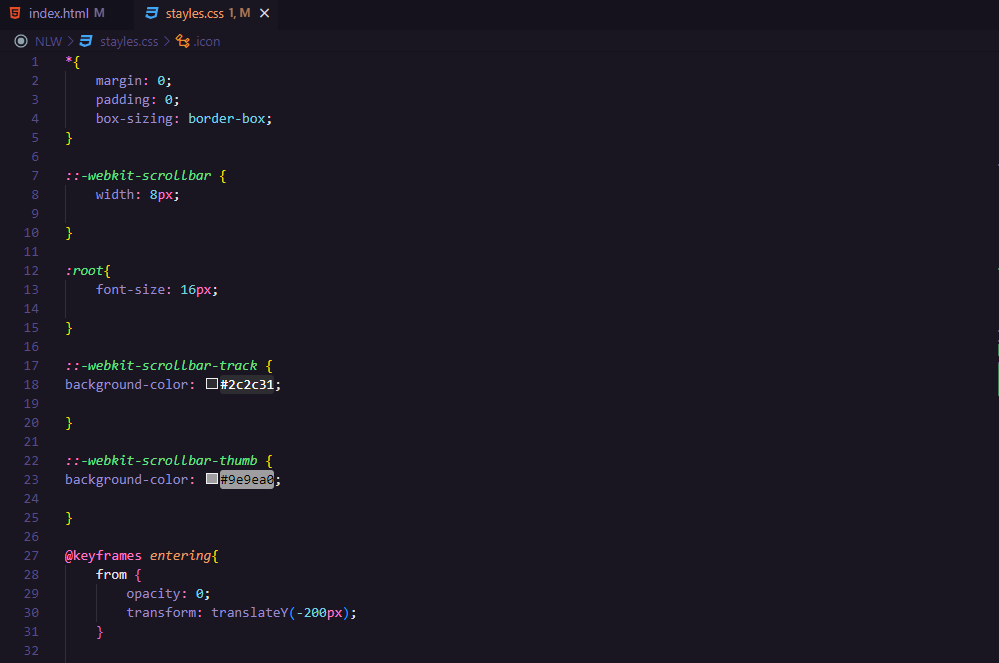 index.html M
stayles.css 1, M
NLW > stayles.css > .icon
1 *{
2 margin: 0;
3 padding: 0;
4 box-sizing: border-box;
5 }
6
7 ::-webkit-scrollbar {
8 width: 8px;
9
10 }
11
12 :root{
13 font-size: 16px;
14
15 }
16
17 ::-webkit-scrollbar-track {
18 background-color: #2c2c31;
19
20 }
21
22 ::-webkit-scrollbar-thumb {
23 background-color: #9e9ea0;
24
25 }
26
27 @keyframes entering{
28 from {
29 opacity: 0;
30 transform: translateY(-200px);
31 }
32